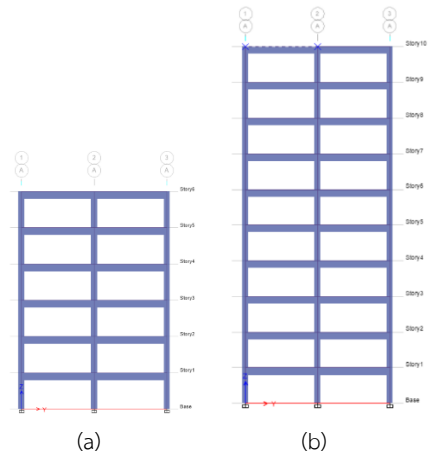 1 2 3
A A A
Story10
Story9
Story8
Story7
Story6
Story5
Story4
Story3
Story2
Story1
Base
Z
Y
1 2 3
A A A
Story6
Story5
Story4
Story3
Story2
Story1
Base
Z
Y
(a) (b)